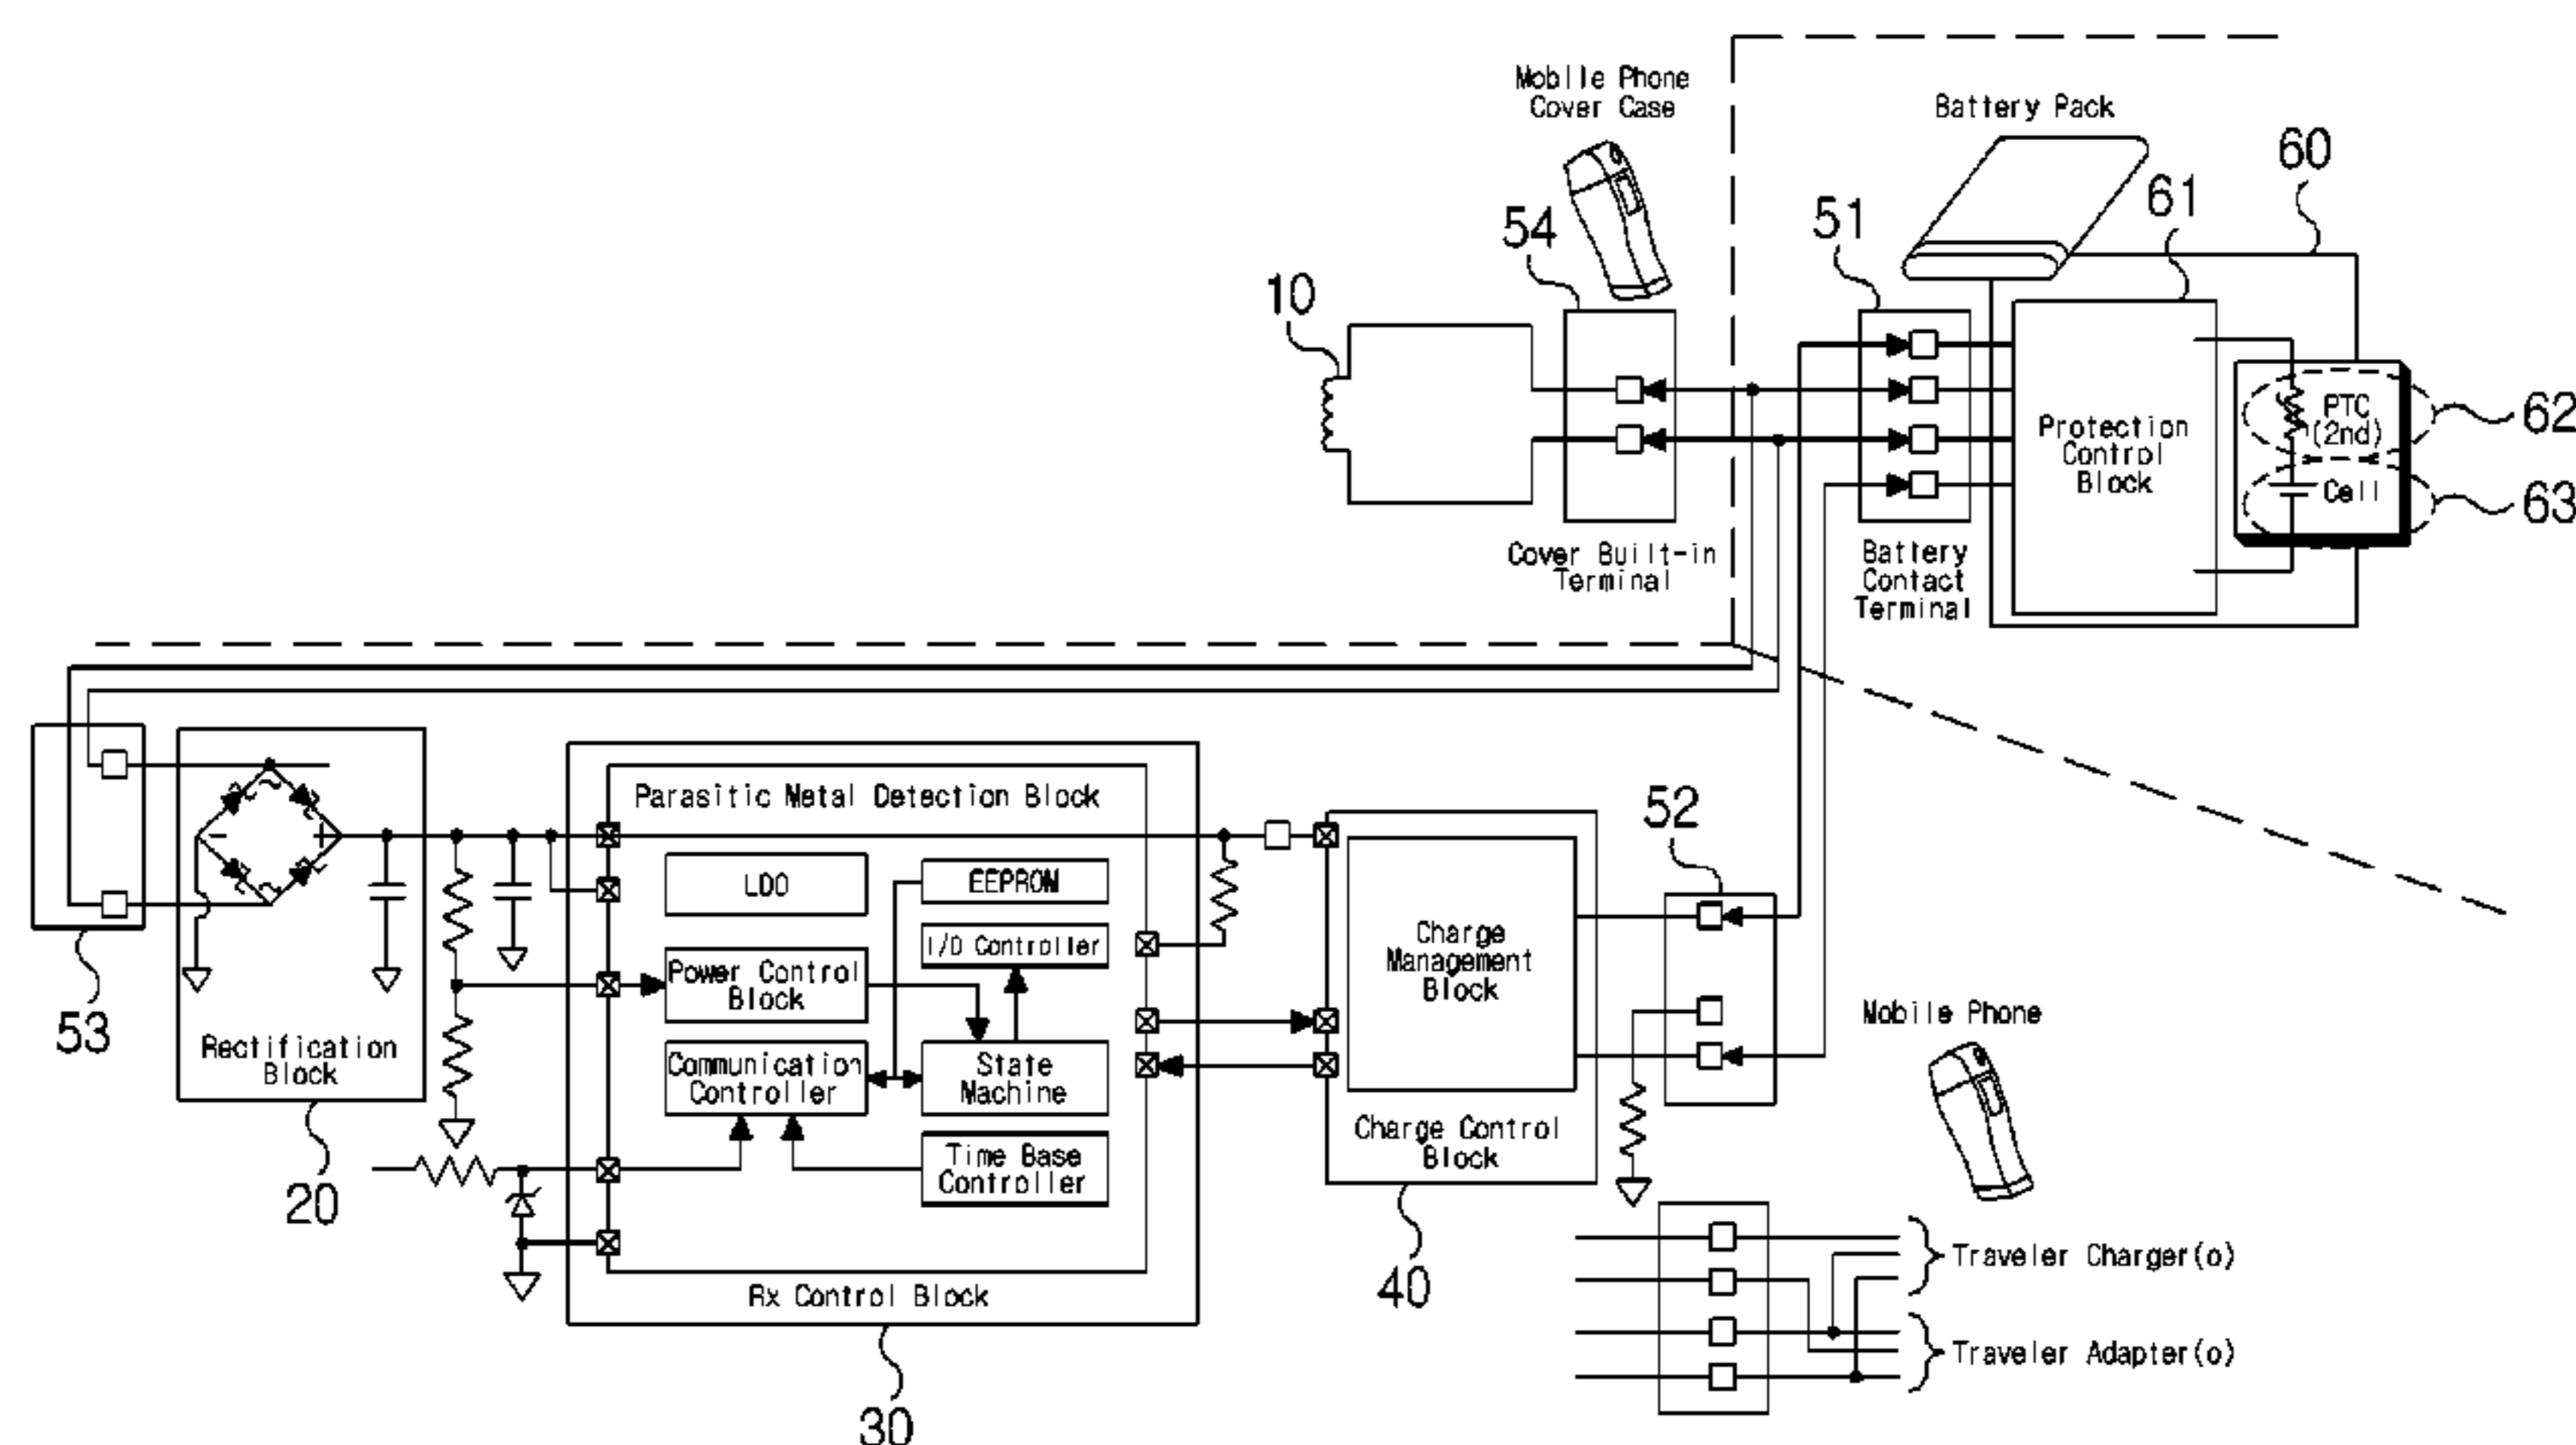 Mobile Phone
Cover Case
Battery Pack
60
61
51
54
10
62
63
PTC
(2nd)
Cell
Protection
Control
Block
Cover Built-in
Terminal
Battery
Contact
Terminal
Parasitic Metal Detection Block
LDO
EEPROM
I/D Controller
Power Control
Block
Communication
Controller
State
Machine
Time Base
Controller
Rx Control Block
30
53
Rectification
Block
20
- +
Charge
Management
Block
Charge Control
Block
40
52
Mobile Phone
Traveler Charger(o)
Traveler Adapter(o)